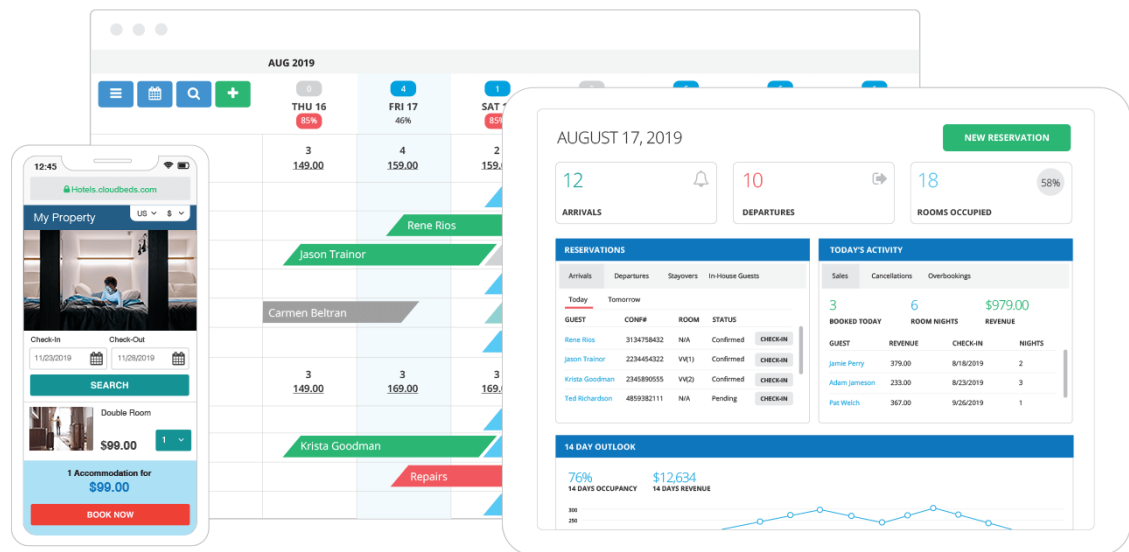 AUG 2019
0 4 1
THU 16 FRI 17 SAT
85% 46%
3 4 2
149.00 159.00
Rene Rios
Jason Trainor
Carmen Beltran
3 3 3
149.00 169.00
Krista Goodman
Repairs
12:45
Hotels.cloudbeds.com
My Property US $
Check-In Check-Out
11/23/2019 11/28/2019
SEARCH
Double Room
$99.00 1
1 Accommodation for
$99.00
BOOK NOW
AUGUST 17, 2019 NEW RESERVATION
12 10 18 58%
ARRIVALS DEPARTURES ROOMS OCCUPIED
RESERVATIONS
Arrivals Departures Stayovers In-House Guests
Today Tomorrow
GUEST CONF# ROOM STATUS
Rene Rios 3134758432 N/A Confirmed CHECK-IN
Jason Trainor 2234454322 VV(1) Confirmed CHECK-IN
Krista Goodman 2345890555 VV(2) Confirmed CHECK-IN
Ted Richardson 4859382111 N/A Pending CHECK-IN
TODAY'S ACTIVITY
Sales Cancellations Overbookings
3 6 $979.00
BOOKED TODAY ROOM NIGHTS REVENUE
GUEST REVENUE CHECK-IN NIGHTS
Jamie Perry 379.00 8/18/2019 2
Adam Jameson 233.00 8/23/2019 3
Pat Welch 367.00 9/26/2019 1
14 DAY OUTLOOK
76% $12,634
14 DAYS OCCUPANCY 14 DAYS REVENUE
300
250